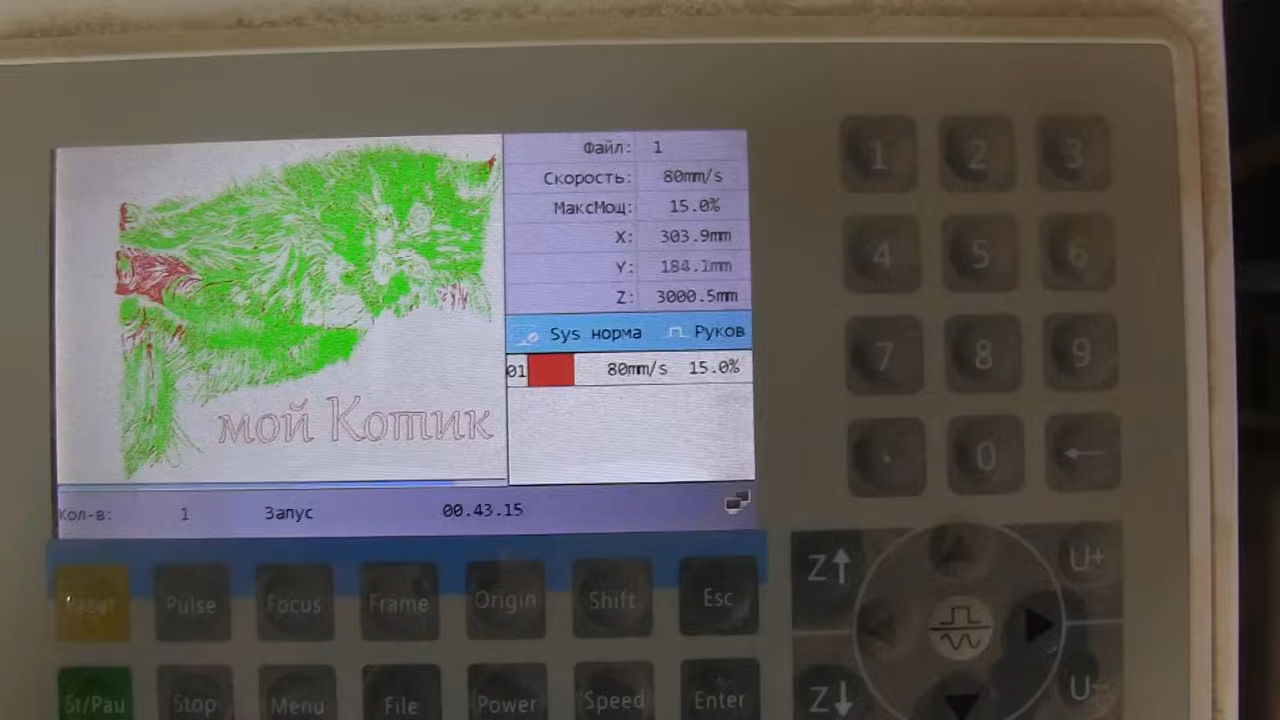 Файл: 1
Скорость: 80mm/s
МаксМощ: 15.0%
X: 303.9mm
Y: 184.1mm
Z: 3000.5mm
Sys норма Руков
01 80mm/s 15.0%
мой Котик
Кол-в: 1 Запус 00.43.15
1 2 3
4 5 6
7 8 9
. 0 ←
Reset Pulse Focus Frame Origin Shift Esc
St/Pau Stop Menu File Power Speed Enter
Z↑ U+
Z↓ U-